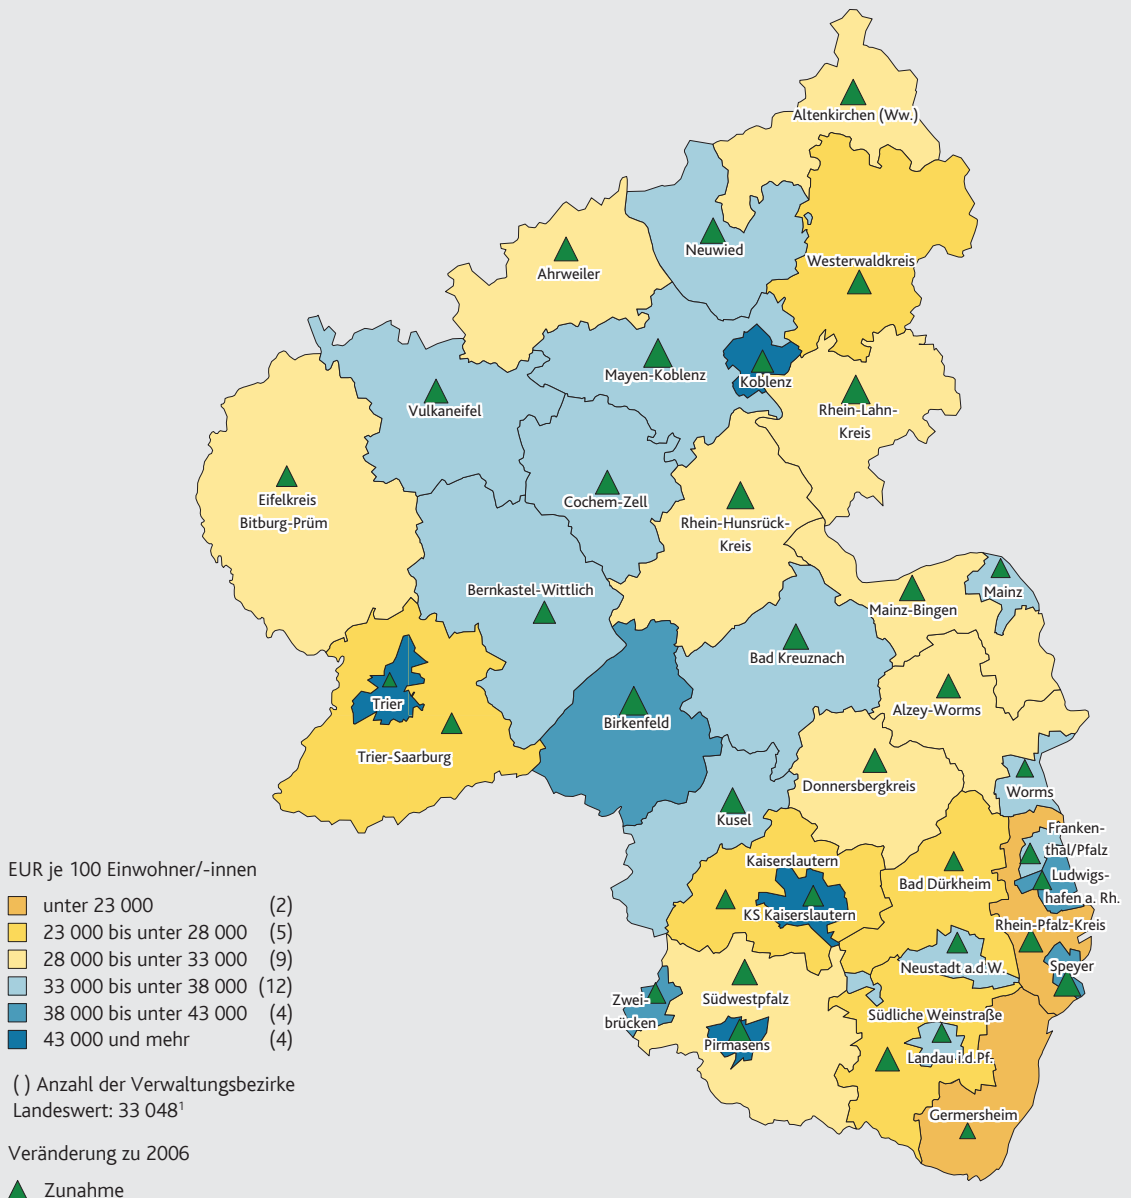 Altenkirchen (Ww.)
Neuwied
Westerwaldkreis
Ahrweiler
Mayen-Koblenz
Koblenz
Vulkaneifel
Rhein-Lahn-
Kreis
Eifelkreis
Bitburg-Prüm
Cochem-Zell
Rhein-Hunsrück-
Kreis
Bernkastel-Wittlich
Mainz
Mainz-Bingen
Bad Kreuznach
Trier
Birkenfeld
Alzey-Worms
Trier-Saarburg
Donnersbergkreis
Worms
Kusel
Franken-
thal/Pfalz
Kaiserslautern
Bad Dürkheim
Ludwigs-
hafen a. Rh.
KS Kaiserslautern
Rhein-Pfalz-Kreis
Neustadt a.d.W.
Speyer
Zwei-
brücken
Südwestpfalz
Südliche Weinstraße
Pirmasens
Landau i.d.Pf.
Germersheim
EUR je 100 Einwohner/-innen
unter 23 000 (2)
23 000 bis unter 28 000 (5)
28 000 bis unter 33 000 (9)
33 000 bis unter 38 000 (12)
38 000 bis unter 43 000 (4)
43 000 und mehr (4)
( ) Anzahl der Verwaltungsbezirke
Landeswert: 33 048¹
Veränderung zu 2006
Zunahme